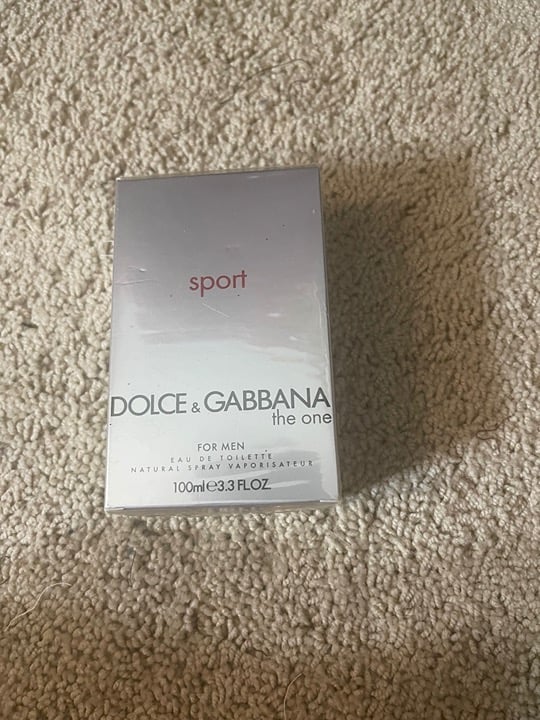 sport
DOLCE & GABBANA
the one
FOR MEN
EAU DE TOILETTE
NATURAL SPRAY VAPORISATEUR
100ml℮3.3 FL.OZ.